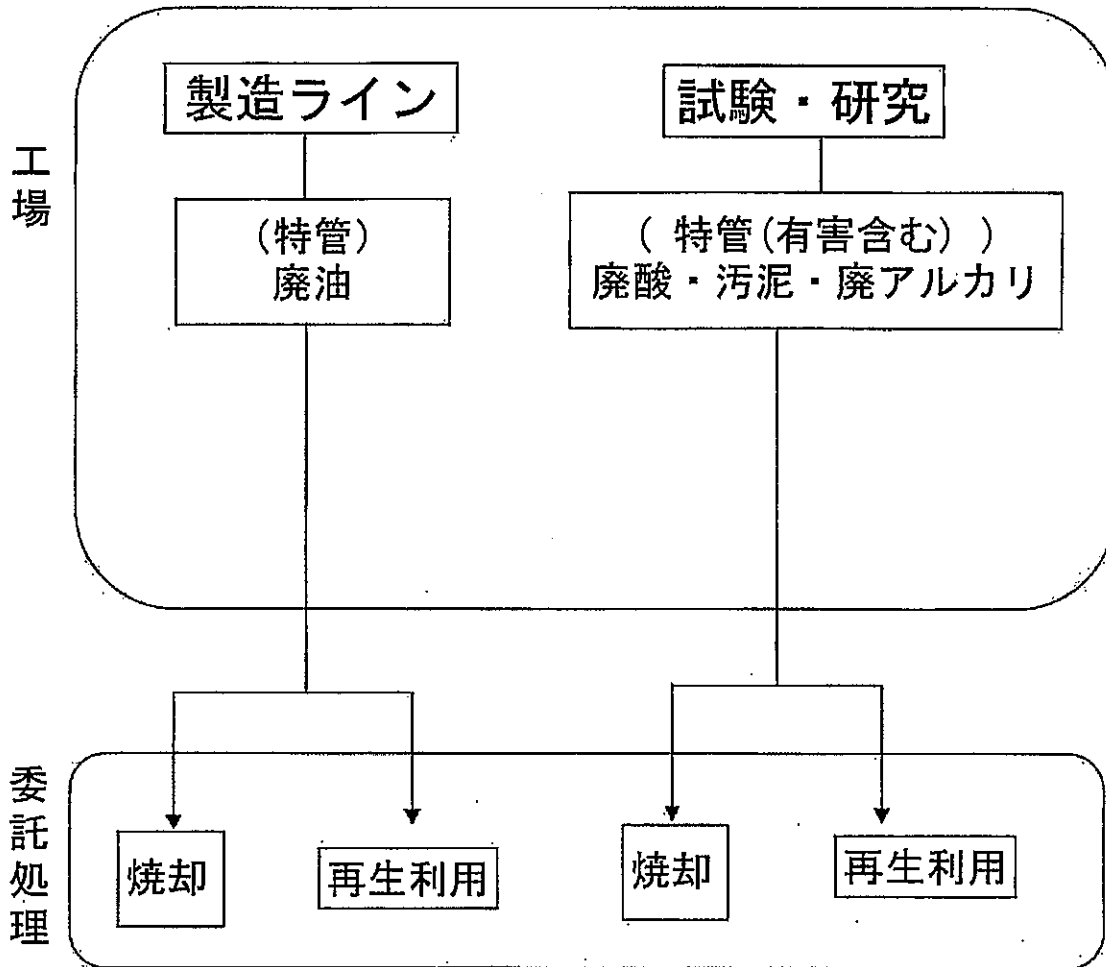 工場
製造ライン
試験・研究
(特管)
廃油
( 特管(有害含む) )
廃酸・汚泥・廃アルカリ
委託処理
焼却
再生利用
焼却
再生利用